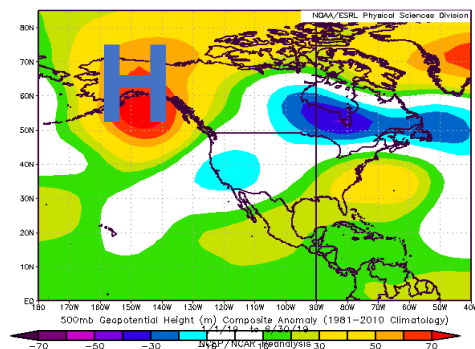 NOAA/ESRL Physical Sciences Division
H
80N
70N
60N
50N
40N
30N
20N
10N
EQ
180 170W 160W 150W 140W 130W 120W 110W 100W 90W 80W 70W 60W 50W
500mb Geopotential Height (m) Composite Anomaly (1981-2010 Climatology)
1/1/19 to 6/30/19
NCEP/NCAR Reanalysis
-70 -50 -30 -10 10 30 50 70